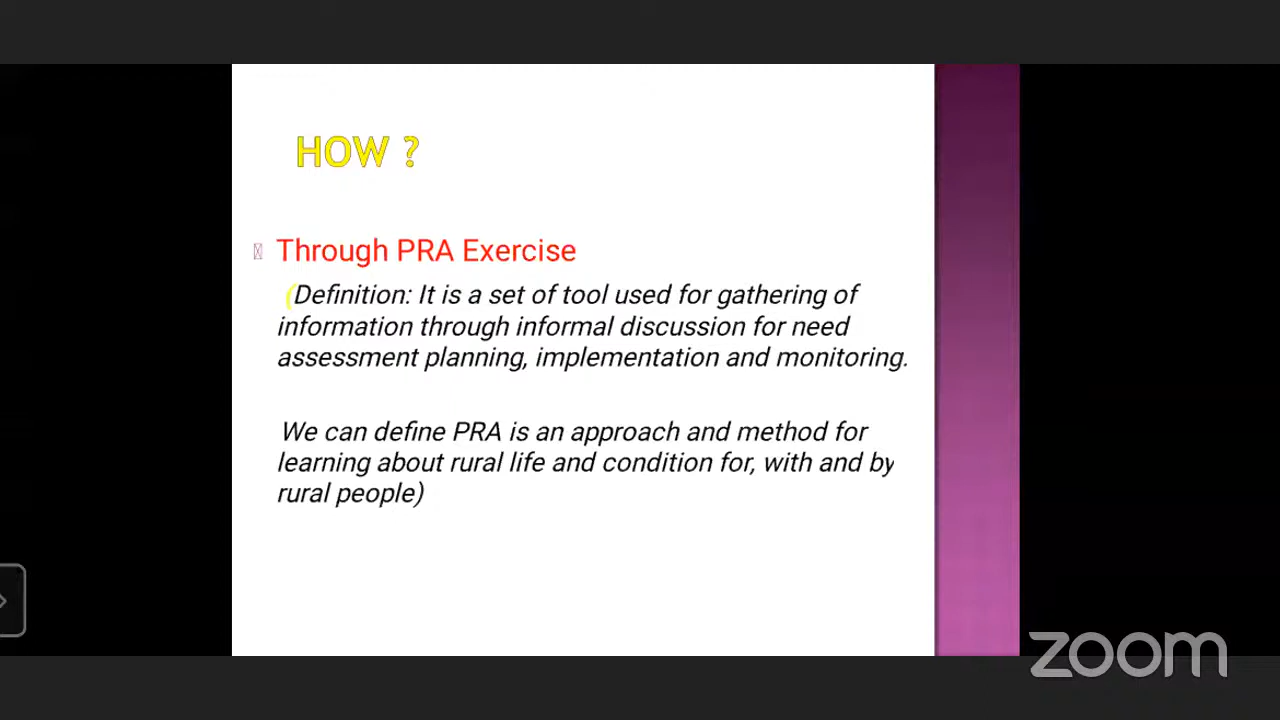 HOW ?
Through PRA Exercise
(Definition: It is a set of tool used for gathering of
information through informal discussion for need
assessment planning, implementation and monitoring.
We can define PRA is an approach and method for
learning about rural life and condition for, with and by
rural people)
zoom